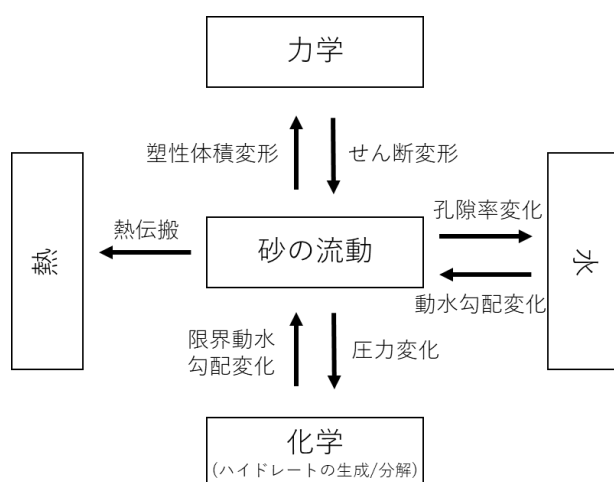 力学
塑性体積変形
せん断変形
熱
熱伝搬
砂の流動
孔隙率変化
動水勾配変化
水
限界動水
勾配変化
圧力変化
化学
(ハイドレートの生成/分解)